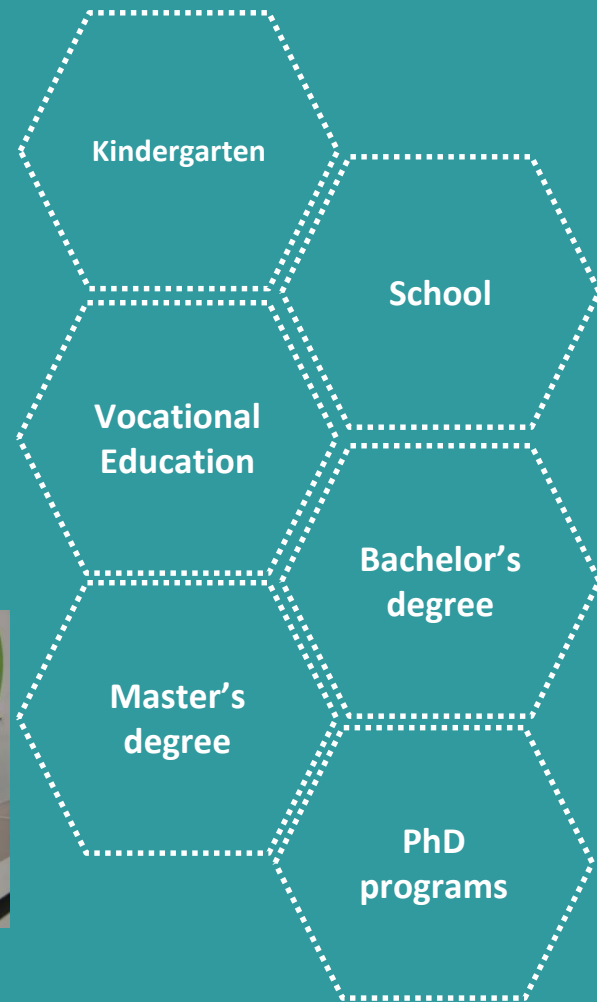 Kindergarten
School
Vocational
Education
Bachelor’s
degree
Master’s
degree
PhD
programs